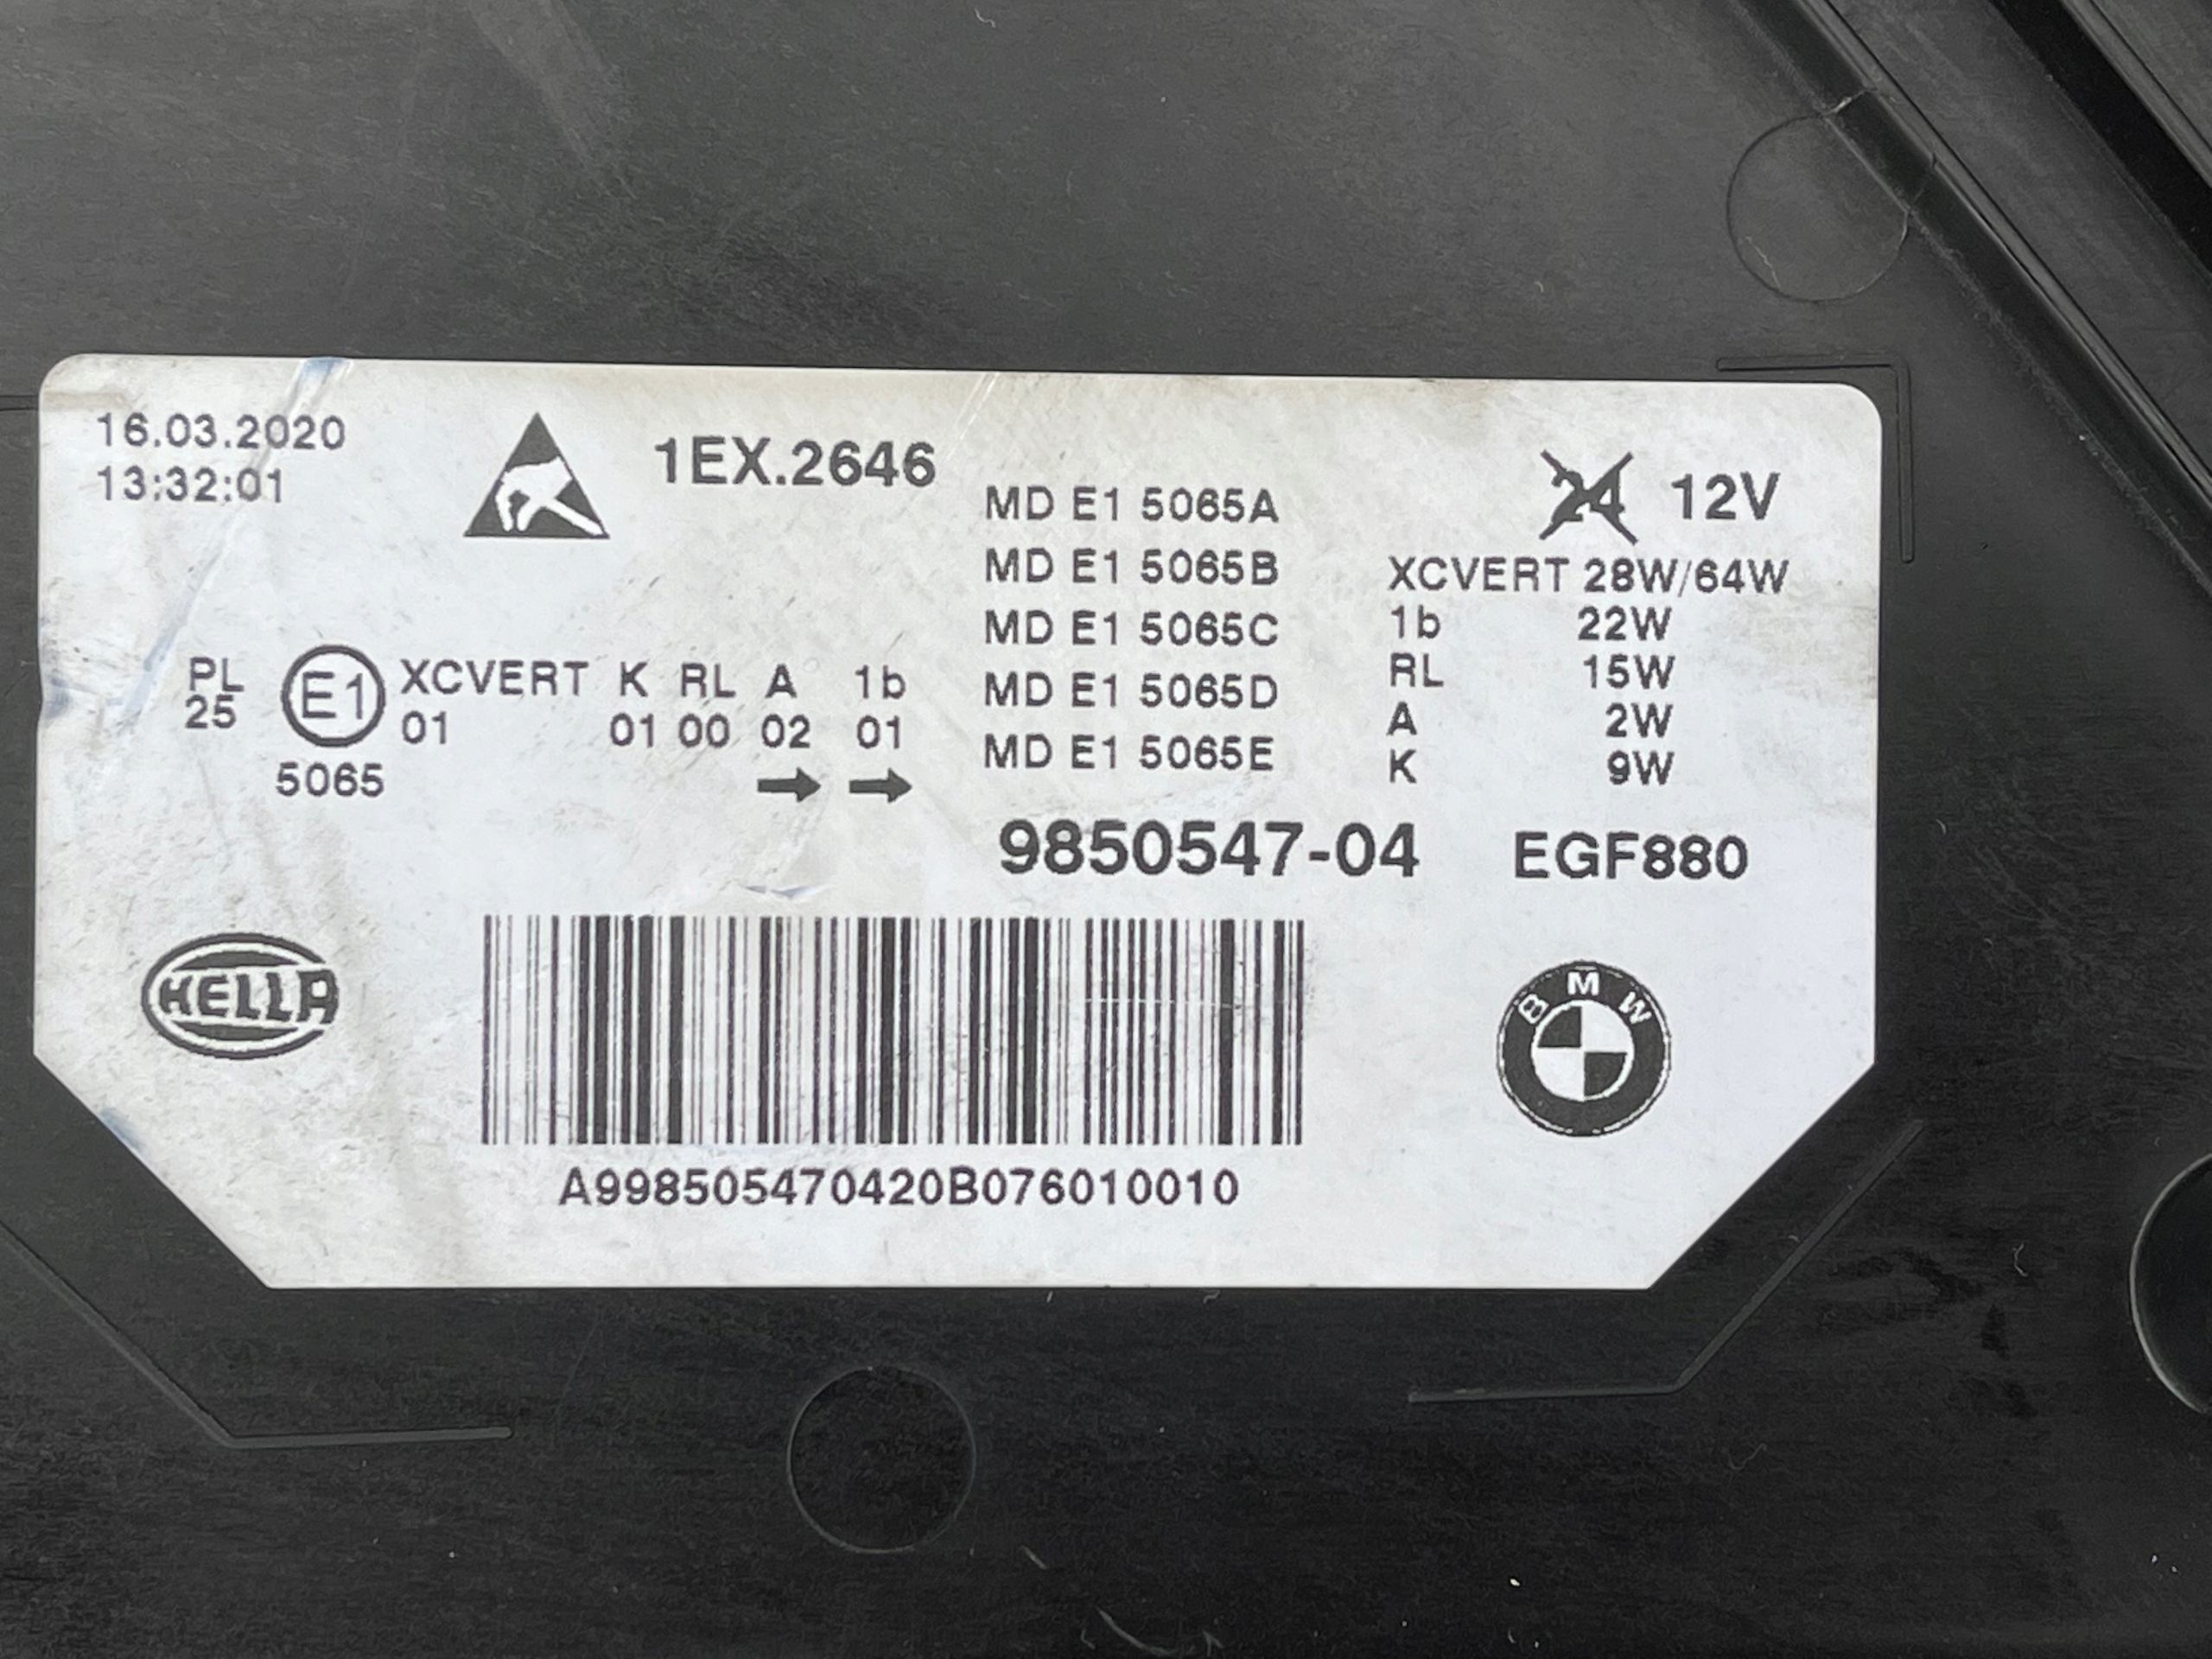 16.03.2020
13:32:01
1EX.2646
MD E1 5065A
MD E1 5065B
MD E1 5065C
MD E1 5065D
MD E1 5065E
24 12V
XCVERT 28W/64W
1b 22W
RL 15W
A 2W
K 9W
PL
25
E1
5065
XCVERT K RL A 1b
01 01 00 02 01
9850547-04 EGF880
HELLA
BMW
A998505470420B076010010